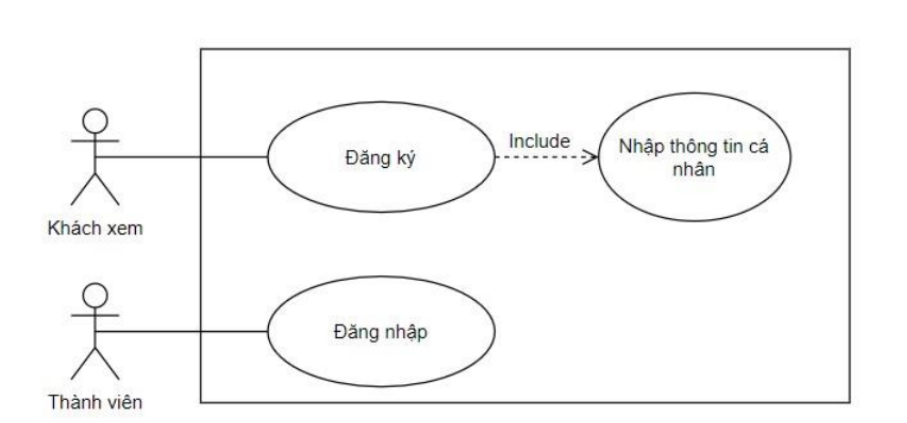 Include
Đăng ký
Nhập thông tin cá
nhân
Khách xem
Đăng nhập
Thành viên